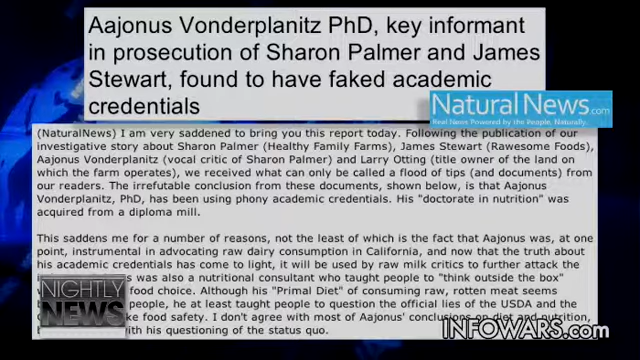 Aajonus Vonderplanitz PhD, key informant
in prosecution of Sharon Palmer and James
Stewart, found to have faked academic
credentials
NaturalNews.com
Real News Powered by the People, Naturally.
(NaturalNews) I am very saddened to bring you this report today. Following the publication of our
investigative story about Sharon Palmer (Healthy Family Farms), James Stewart (Rawesome Foods),
Aajonus Vonderplanitz (vocal critic of Sharon Palmer) and Larry Otting (title owner of the land on
which the farm operates), we received what can only be called a flood of tips (and documents) from
our readers. The irrefutable conclusion from these documents, shown below, is that Aajonus
Vonderplanitz, PhD, has been using phony academic credentials. His "doctorate in nutrition" was
acquired from a diploma mill.
This saddens me for a number of reasons, not the least of which is the fact that Aajonus was, at one
point, instrumental in advocating raw dairy consumption in California, and now that the truth about
his academic credentials has come to light, it will be used by raw milk critics to further attack the
was also a nutritional consultant who taught people to "think outside the box"
food choice. Although his "Primal Diet" of consuming raw, rotten meat seems
people, he at least taught people to question the official lies of the USDA and the
food safety. I don't agree with most of Aajonus' conclusions on diet and nutrition,
with his questioning of the status quo.
NIGHTLY
NEWS
INFOWARS.com